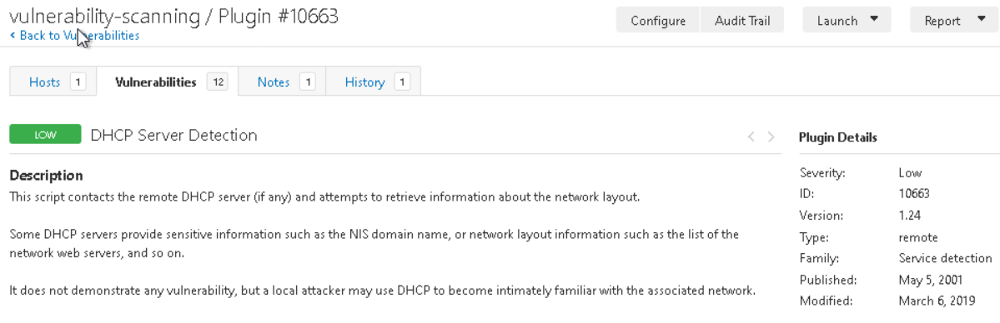 vulnerability-scanning / Plugin #10663
Configure Audit Trail Launch Report
< Back to Vulnerabilities
Hosts 1 Vulnerabilities 12 Notes 1 History 1
LOW DHCP Server Detection < >
Description
This script contacts the remote DHCP server (if any) and attempts to retrieve information about the network layout.
Some DHCP servers provide sensitive information such as the NIS domain name, or network layout information such as the list of the
network web servers, and so on.
It does not demonstrate any vulnerability, but a local attacker may use DHCP to become intimately familiar with the associated network.
Plugin Details
Severity: Low
ID: 10663
Version: 1.24
Type: remote
Family: Service detection
Published: May 5, 2001
Modified: March 6, 2019